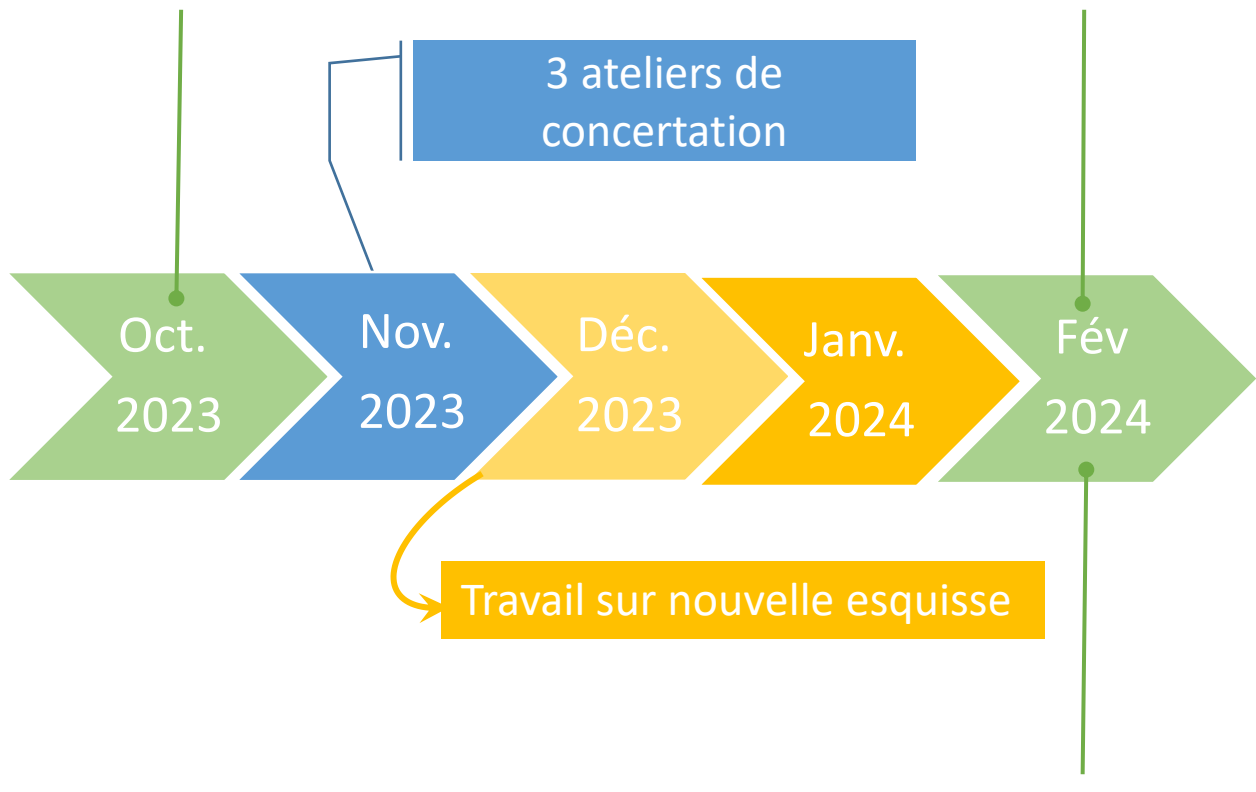 3 ateliers de
concertation
Oct.
2023
Nov.
2023
Déc.
2023
Janv.
2024
Fév
2024
Travail sur nouvelle esquisse